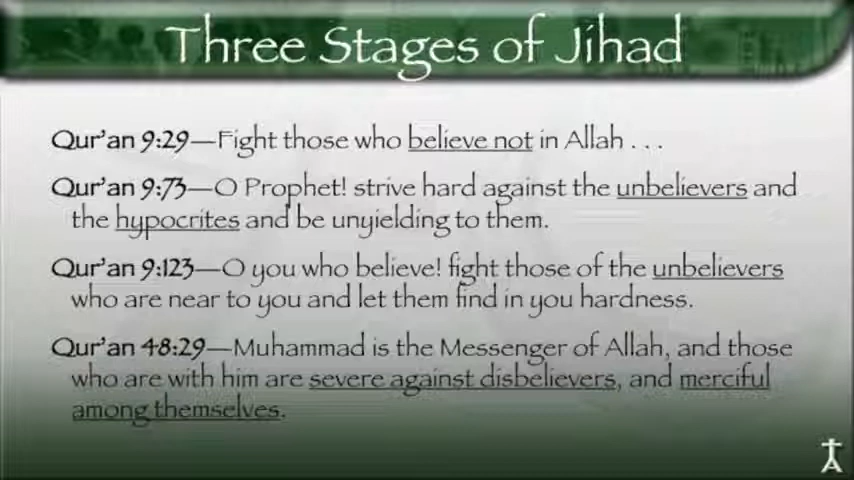 Three Stages of Jihad
Qur'an 9:29—Fight those who believe not in Allah . . .
Qur'an 9:73—O Prophet! strive hard against the unbelievers and
the hypocrites and be unyielding to them.
Qur'an 9:123—O you who believe! fight those of the unbelievers
who are near to you and let them find in you hardness.
Qur'an 48:29—Muhammad is the Messenger of Allah, and those
who are with him are severe against disbelievers, and merciful
among themselves.